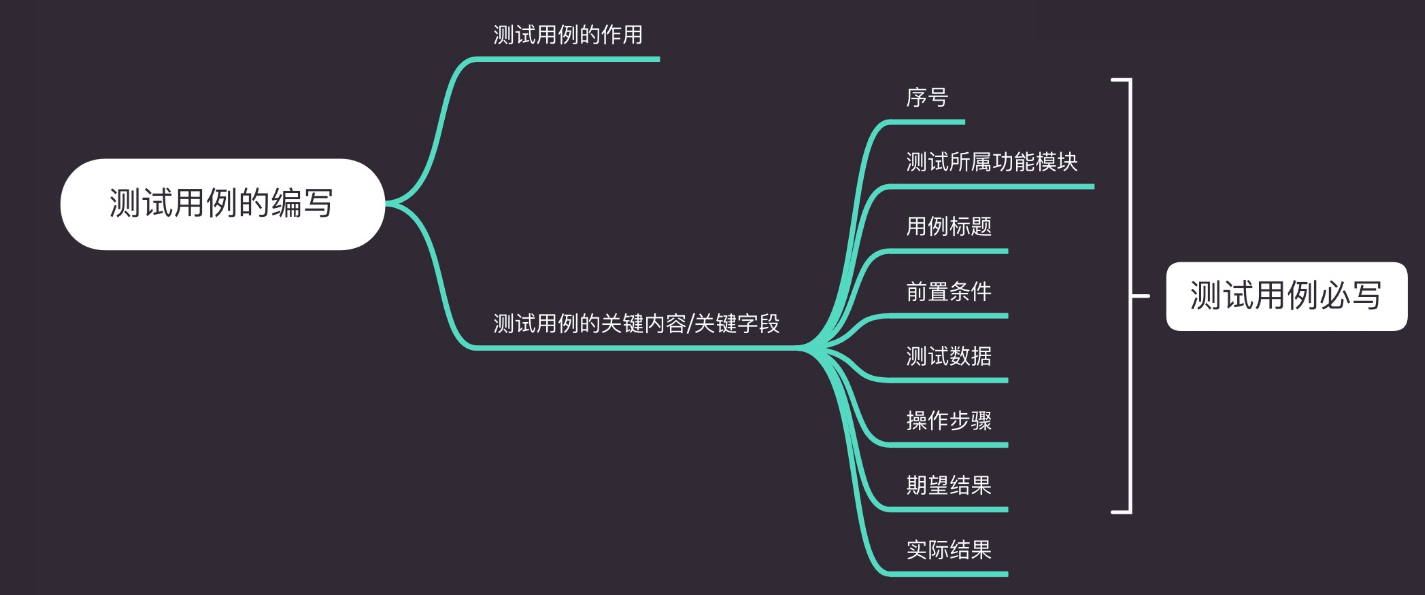 测试用例的编写
测试用例的作用
测试用例的关键内容/关键字段
序号
测试所属功能模块
用例标题
前置条件
测试数据
操作步骤
期望结果
实际结果
测试用例必写